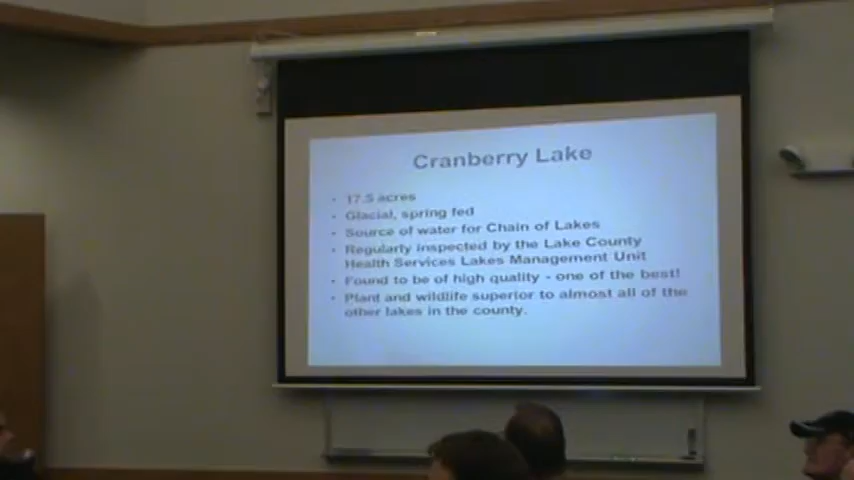 Cranberry Lake
• 17.5 acres
• Glacial, spring fed
• Source of water for Chain of Lakes
• Regularly inspected by the Lake County
Health Services Lakes Management Unit
• Found to be of high quality - one of the best!
• Plant and wildlife superior to almost all of the
other lakes in the county.